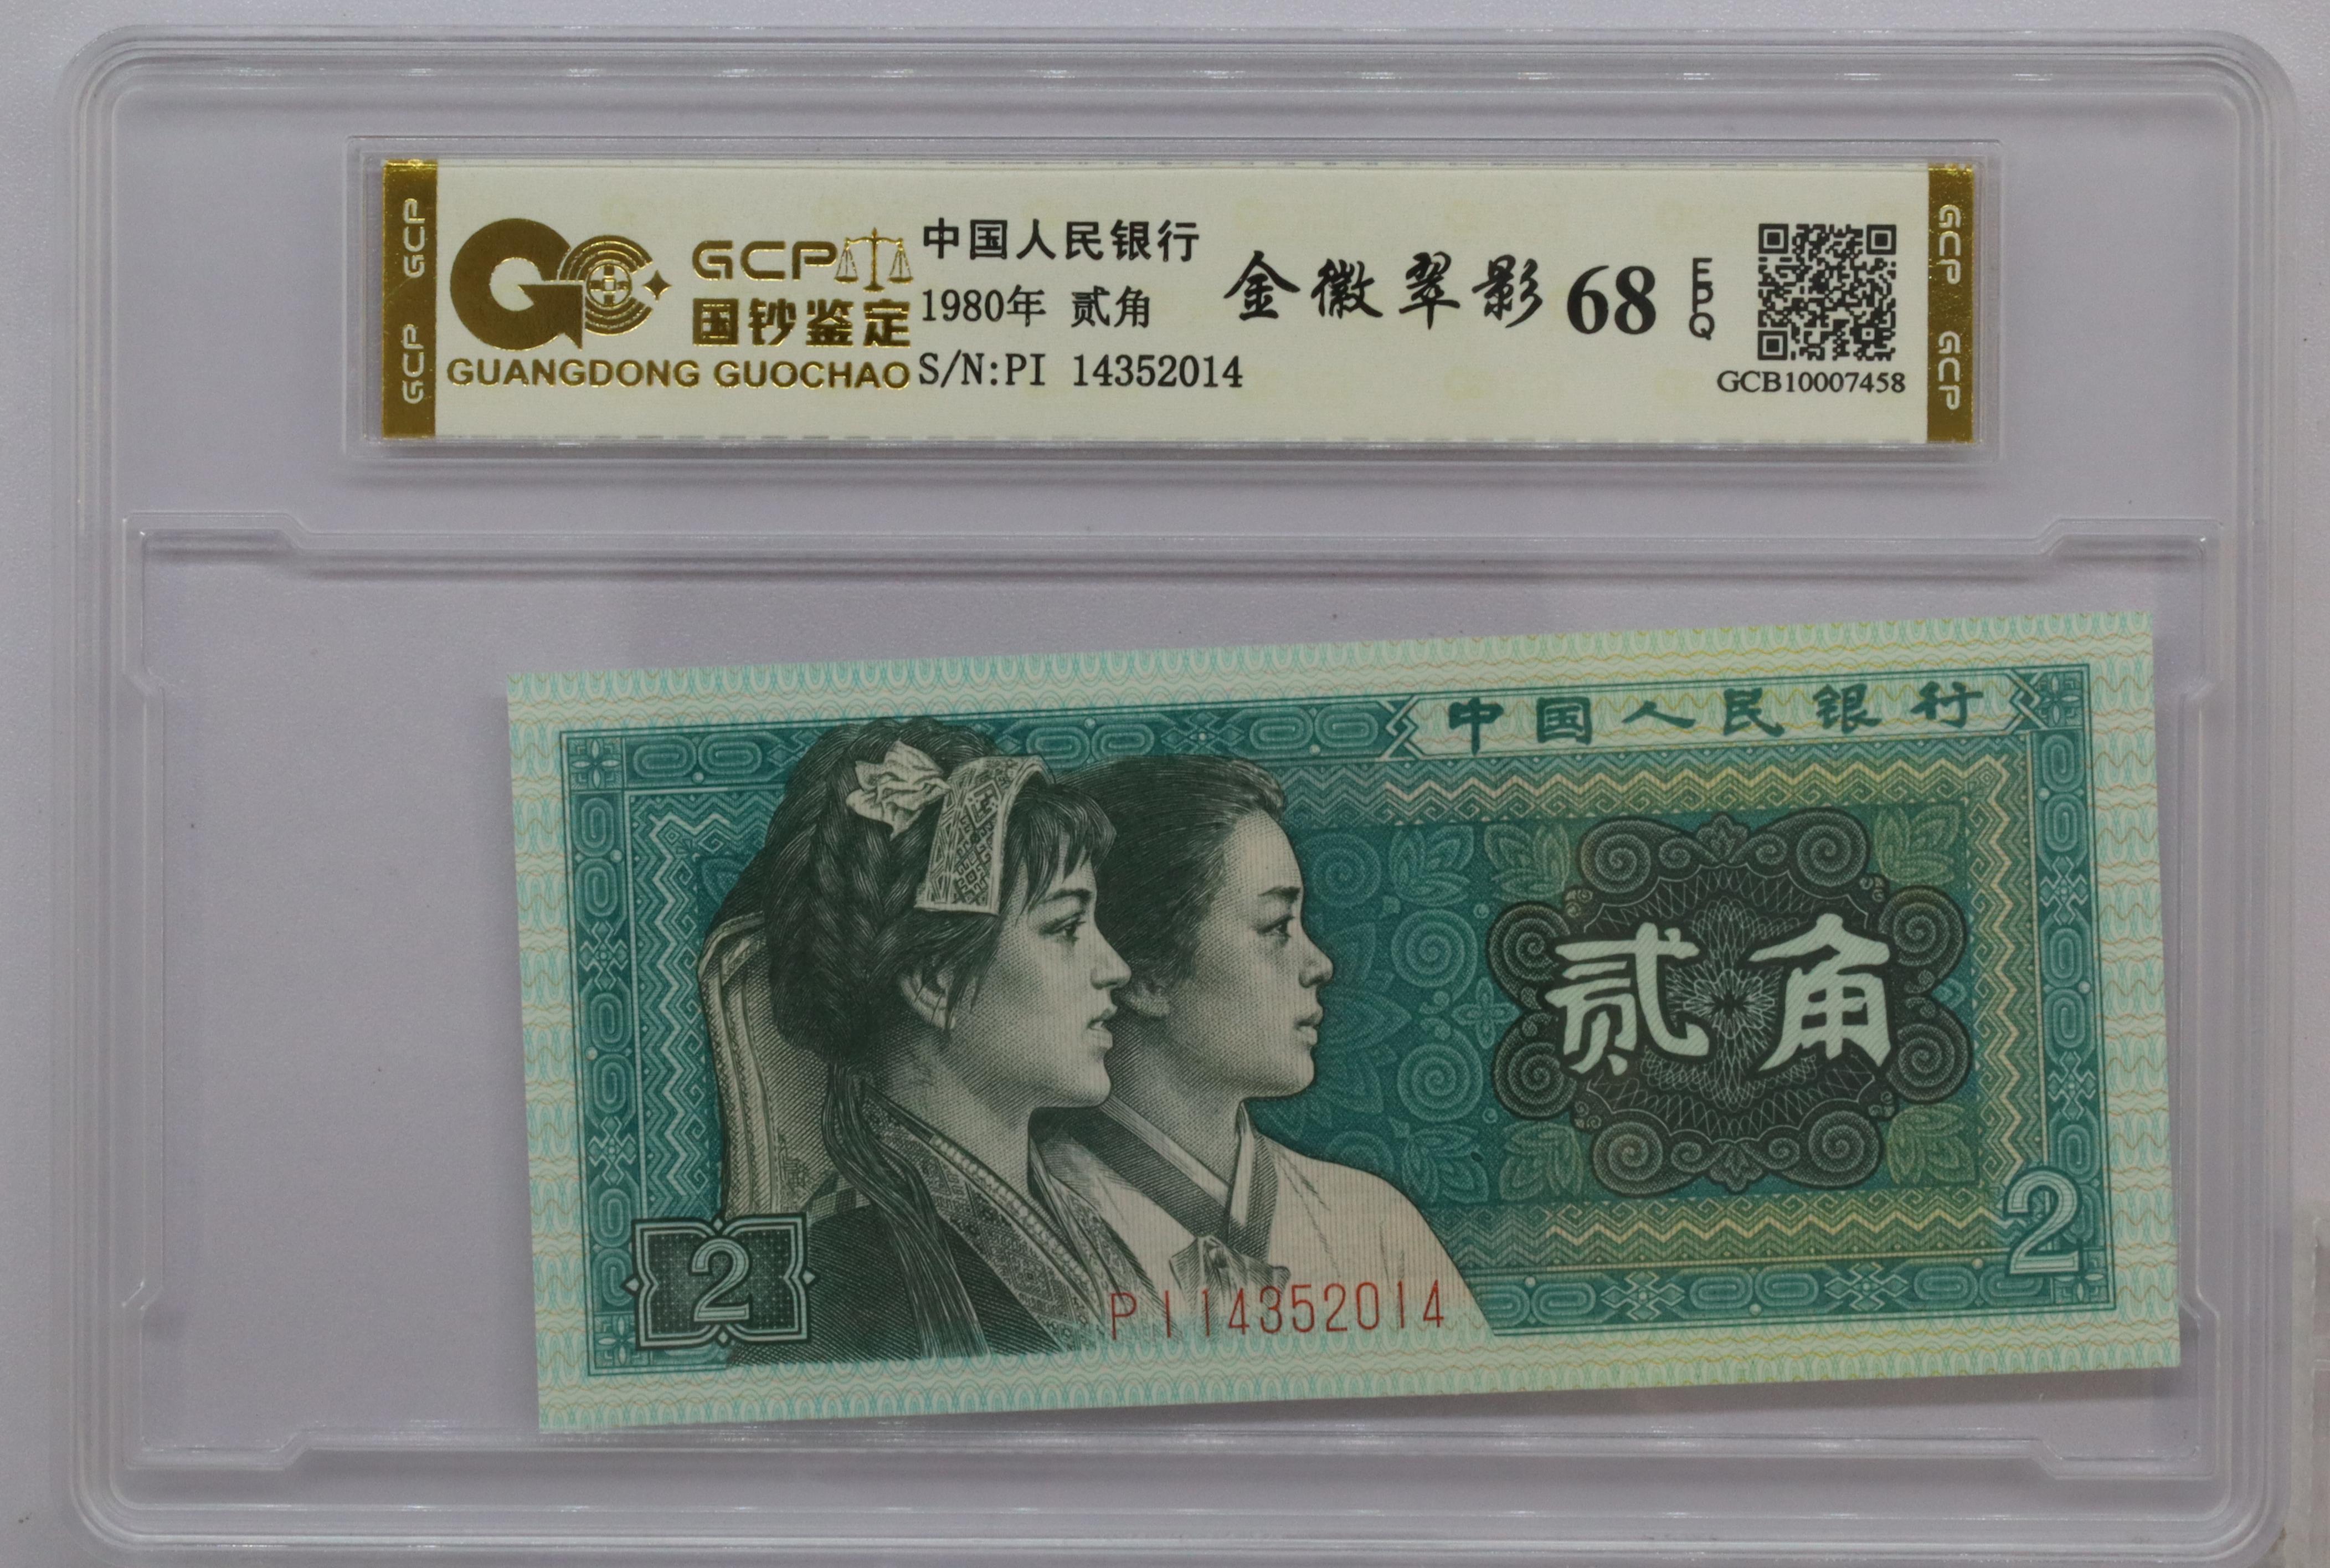 GCP GCP
GCP
国钞鉴定
GUANGDONG GUOCHAO
中国人民银行
1980年 贰角
S/N:PI 14352014
金徽翠影 68 EPQ
GCB10007458
GCP GCP
中国人民银行
贰角
2
2
PI 14352014